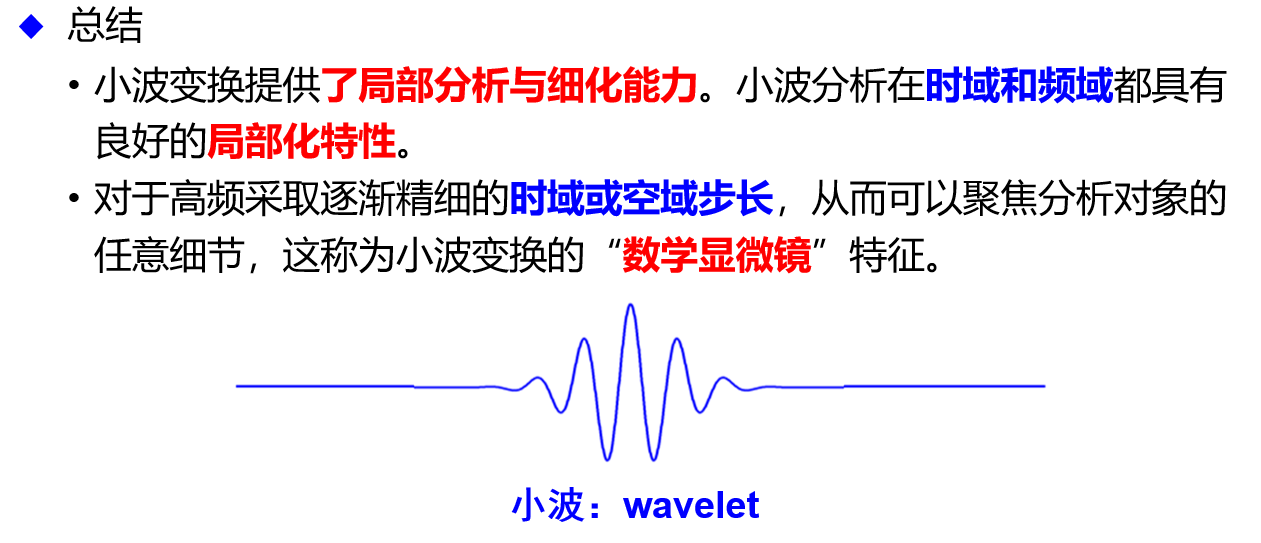 ◆ 总结
• 小波变换提供了局部分析与细化能力。小波分析在时域和频域都具有
良好的局部化特性。
• 对于高频采取逐渐精细的时域或空域步长，从而可以聚焦分析对象的
任意细节，这称为小波变换的“数学显微镜”特征。
小波：wavelet